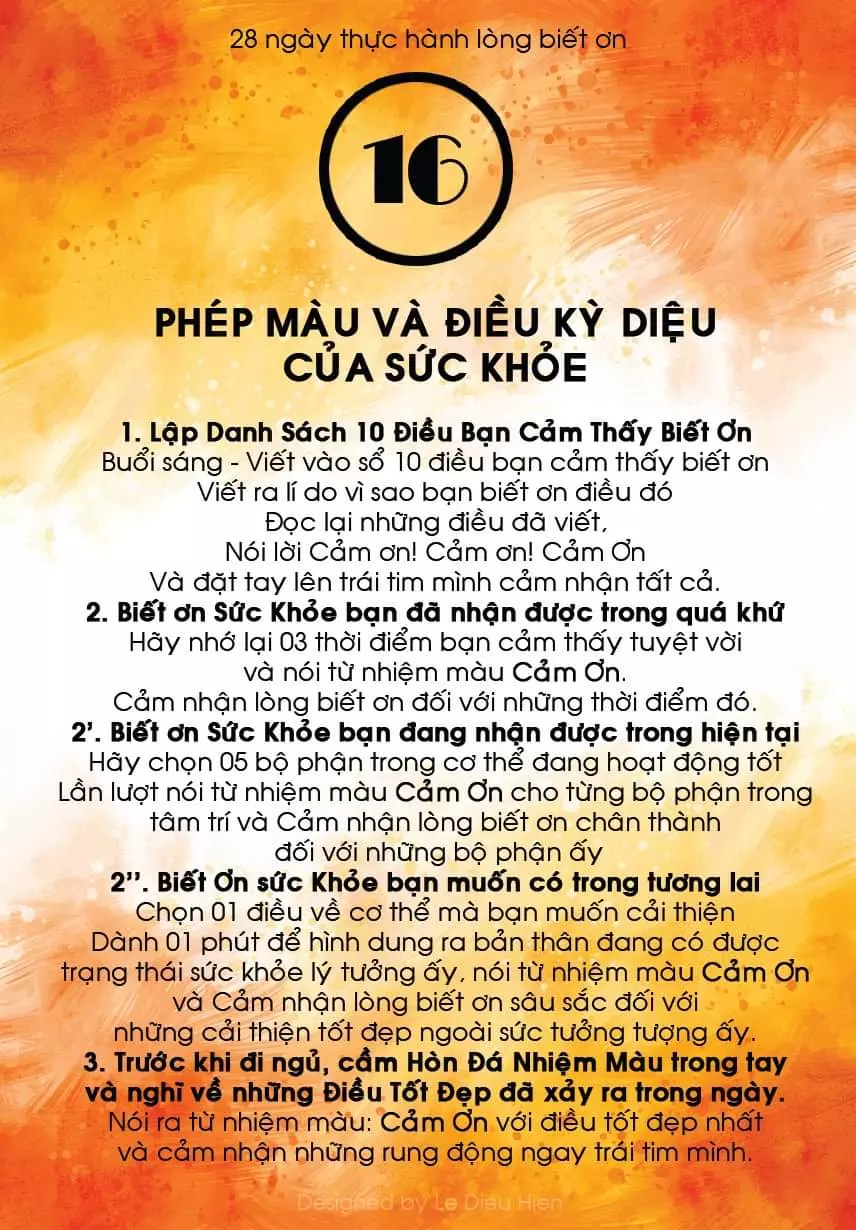 28 ngày thực hành lòng biết ơn
16
PHÉP MÀU VÀ ĐIỀU KỲ DIỆU
CỦA SỨC KHỎE
1. Lập Danh Sách 10 Điều Bạn Cảm Thấy Biết Ơn
Buổi sáng - Viết vào sổ 10 điều bạn cảm thấy biết ơn
Viết ra lí do vì sao bạn biết ơn điều đó
Đọc lại những điều đã viết,
Nói lời Cảm ơn! Cảm ơn! Cảm Ơn
Và đặt tay lên trái tim mình cảm nhận tất cả.
2. Biết ơn Sức Khỏe bạn đã nhận được trong quá khứ
Hãy nhớ lại 03 thời điểm bạn cảm thấy tuyệt vời
và nói từ nhiệm màu Cảm Ơn.
Cảm nhận lòng biết ơn đối với những thời điểm đó.
2'. Biết ơn Sức Khỏe bạn đang nhận được trong hiện tại
Hãy chọn 05 bộ phận trong cơ thể đang hoạt động tốt
Lần lượt nói từ nhiệm màu Cảm Ơn cho từng bộ phận trong
tâm trí và Cảm nhận lòng biết ơn chân thành
đối với những bộ phận ấy
2''. Biết Ơn sức Khỏe bạn muốn có trong tương lai
Chọn 01 điều về cơ thể mà bạn muốn cải thiện
Dành 01 phút để hình dung ra bản thân đang có được
trạng thái sức khỏe lý tưởng ấy, nói từ nhiệm màu Cảm Ơn
và Cảm nhận lòng biết ơn sâu sắc đối với
những cải thiện tốt đẹp ngoài sức tưởng tượng ấy.
3. Trước khi đi ngủ, cầm Hòn Đá Nhiệm Màu trong tay
và nghĩ về những Điều Tốt Đẹp đã xảy ra trong ngày.
Nói ra từ nhiệm màu: Cảm Ơn với điều tốt đẹp nhất
và cảm nhận những rung động ngay trái tim mình.
Designed by Le Dieu Hien